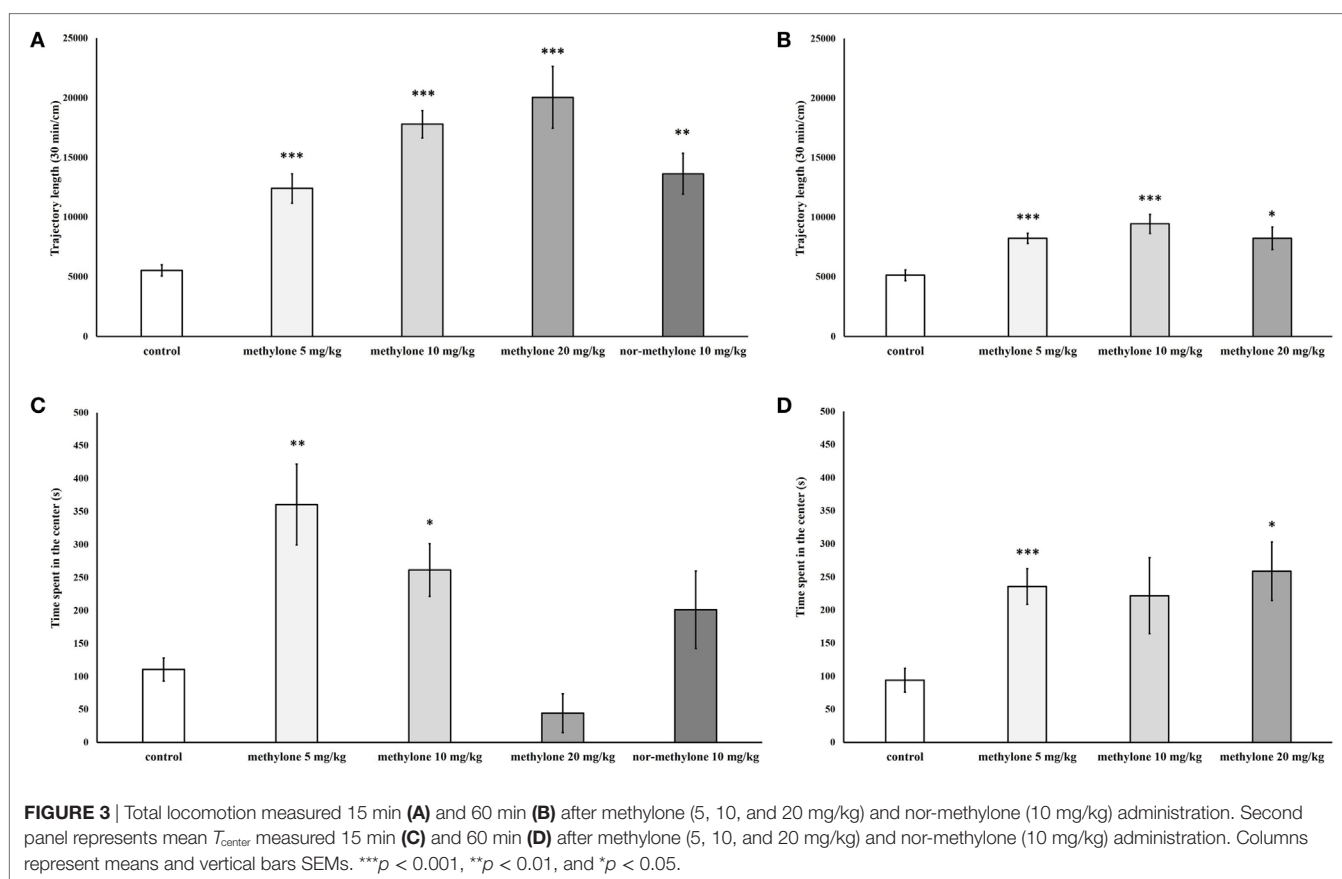 A
25000
20000
15000
10000
5000
0
Trajectory length (30 min/cm)
***
***
***
**
control
methylone 5 mg/kg
methylone 10 mg/kg
methylone 20 mg/kg
nor-methylone 10 mg/kg
B
25000
20000
15000
10000
5000
0
Trajectory length (30 min/cm)
***
***
*
control
methylone 5 mg/kg
methylone 10 mg/kg
methylone 20 mg/kg
C
500
450
400
350
300
250
200
150
100
50
0
Time spent in the center (s)
**
*
control
methylone 5 mg/kg
methylone 10 mg/kg
methylone 20 mg/kg
nor-methylone 10 mg/kg
D
500
450
400
350
300
250
200
150
100
50
0
Time spent in the center (s)
***
*
control
methylone 5 mg/kg
methylone 10 mg/kg
methylone 20 mg/kg
FIGURE 3 | Total locomotion measured 15 min (A) and 60 min (B) after methylone (5, 10, and 20 mg/kg) and nor-methylone (10 mg/kg) administration. Second
panel represents mean Tcenter measured 15 min (C) and 60 min (D) after methylone (5, 10, and 20 mg/kg) and nor-methylone (10 mg/kg) administration. Columns
represent means and vertical bars SEMs. ***p < 0.001, **p < 0.01, and *p < 0.05.